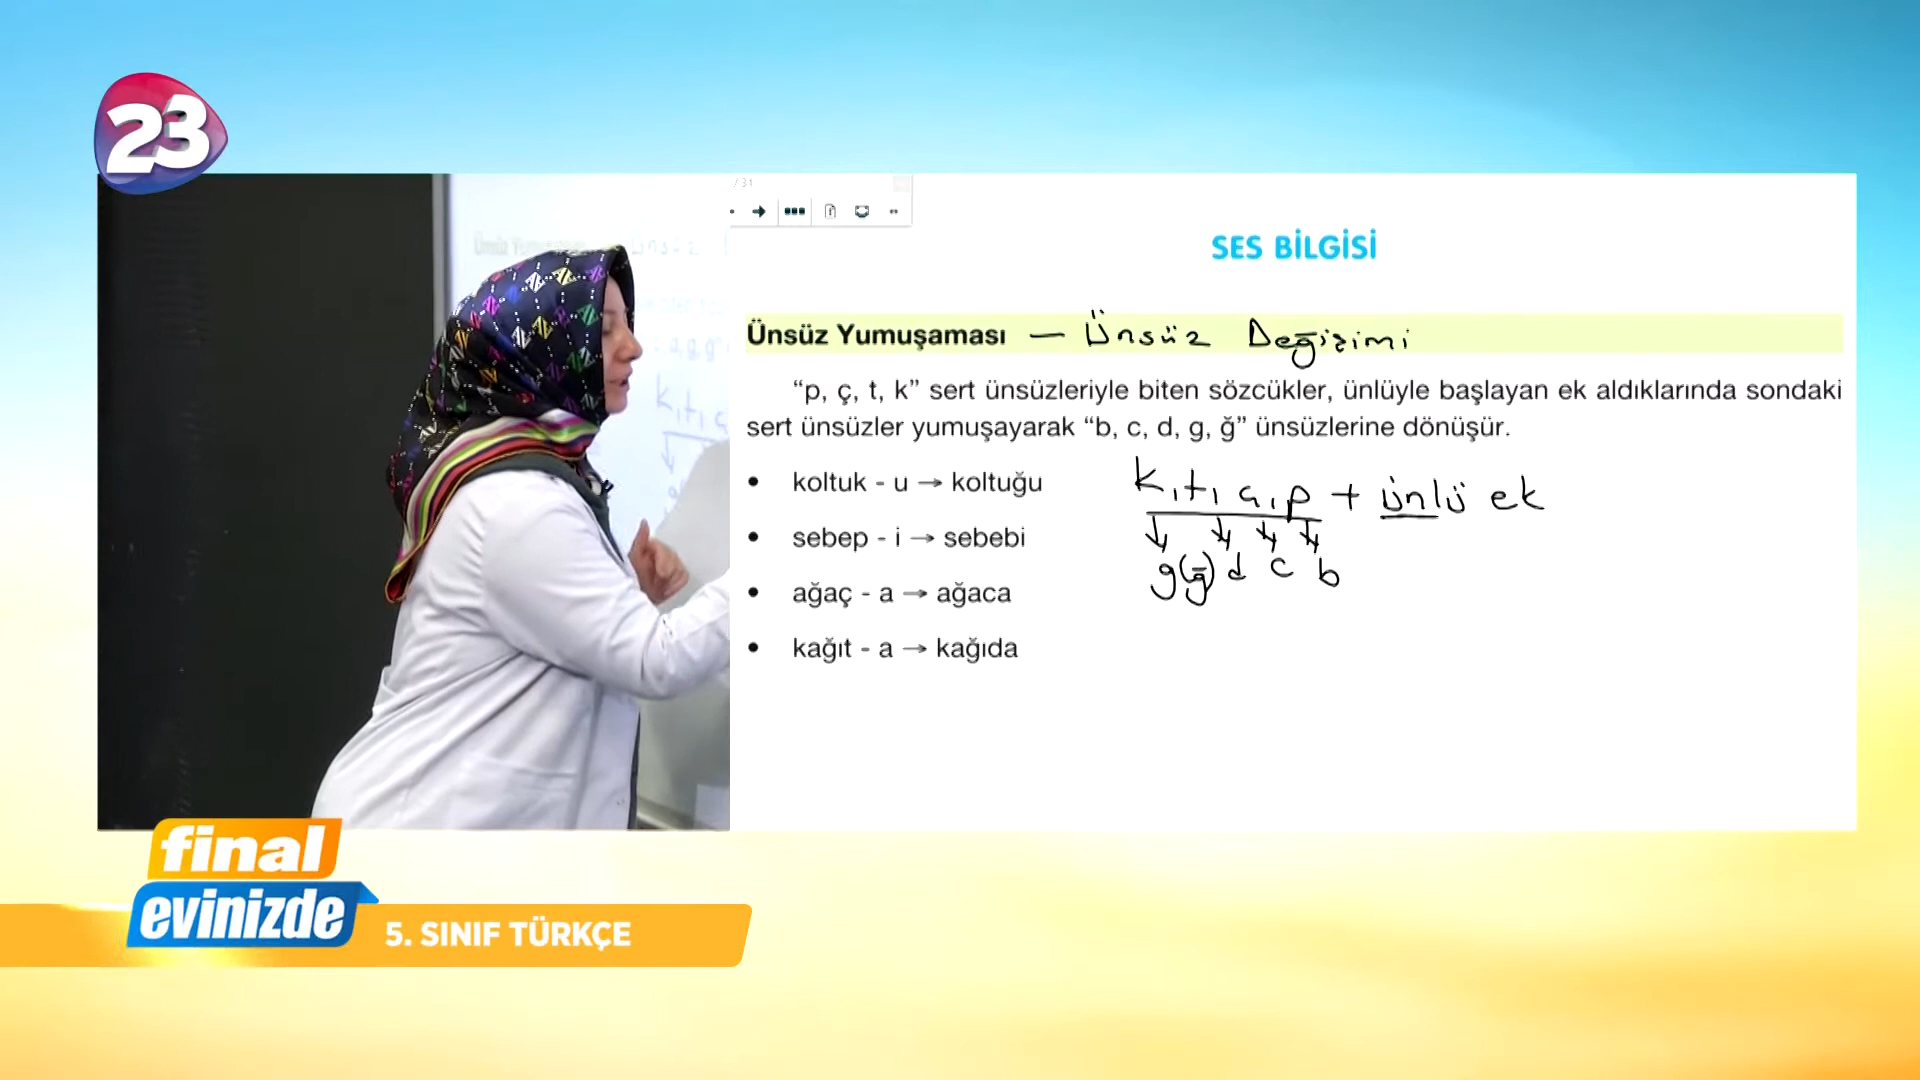 23
/ 31
SES BİLGİSİ
Ünsüz Yumuşaması — Ünsüz Değişimi
“p, ç, t, k” sert ünsüzleriyle biten sözcükler, ünlüyle başlayan ek aldıklarında sondaki
sert ünsüzler yumuşayarak “b, c, d, g, ğ” ünsüzlerine dönüşür.
• koltuk - u → koltuğu
• sebep - i → sebebi
• ağaç - a → ağaca
• kağıt - a → kağıda
k, t, ç, p + ünlü ek
g(ğ) d c b
final
evinizde
5. SINIF TÜRKÇE